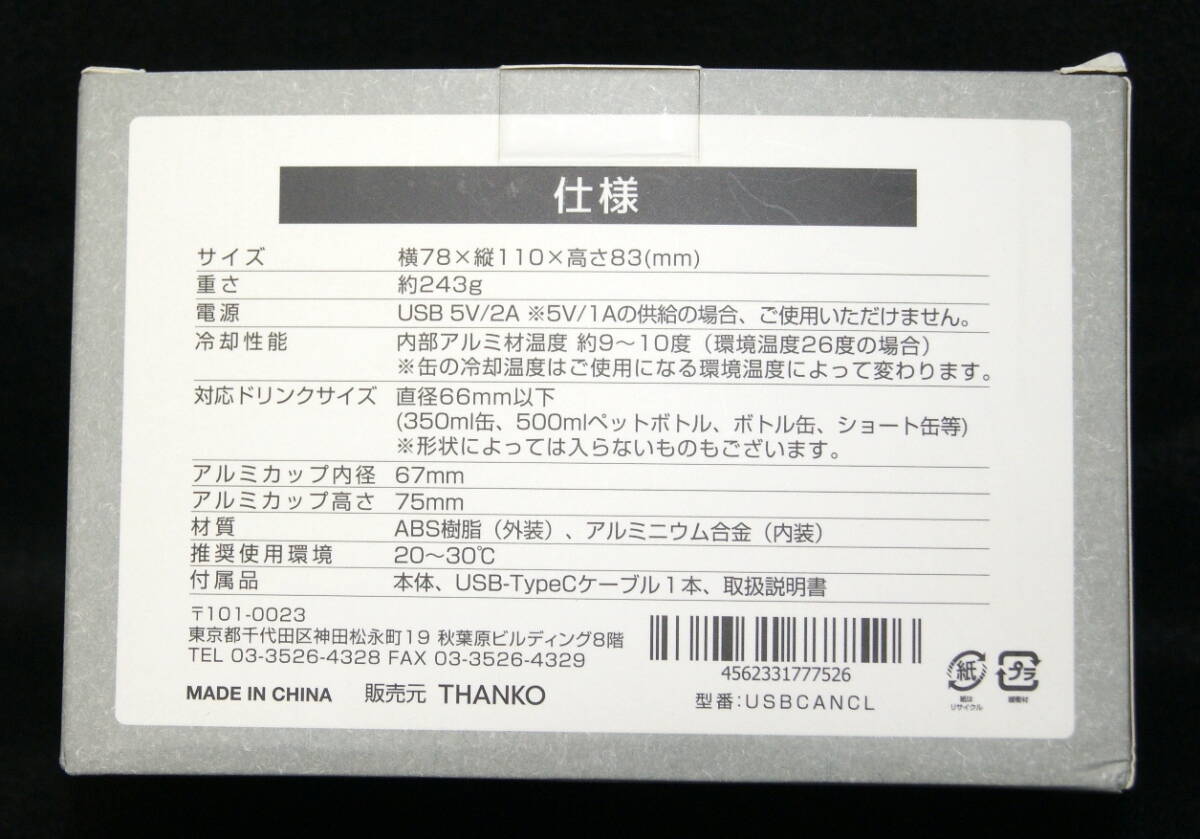 仕様
サイズ 横78×縦110×高さ83(mm)
重さ 約243g
電源 USB 5V/2A ※5V/1Aの供給の場合、ご使用いただけません。
冷却性能 内部アルミ材温度 約9〜10度（環境温度26度の場合）
※缶の冷却温度はご使用になる環境温度によって変わります。
対応ドリンクサイズ 直径66mm以下
(350ml缶、500mlペットボトル、ボトル缶、ショート缶等)
※形状によっては入らないものもございます。
アルミカップ内径 67mm
アルミカップ高さ 75mm
材質 ABS樹脂（外装）、アルミニウム合金（内装）
推奨使用環境 20〜30℃
付属品 本体、USB-TypeCケーブル1本、取扱説明書
〒101-0023
東京都千代田区神田松永町19 秋葉原ビルディング8階
TEL 03-3526-4328 FAX 03-3526-4329
MADE IN CHINA 販売元 THANKO
4562331777526
型番:USBCANCL
紙
紙は
リサイクル
プラ
緩衝材